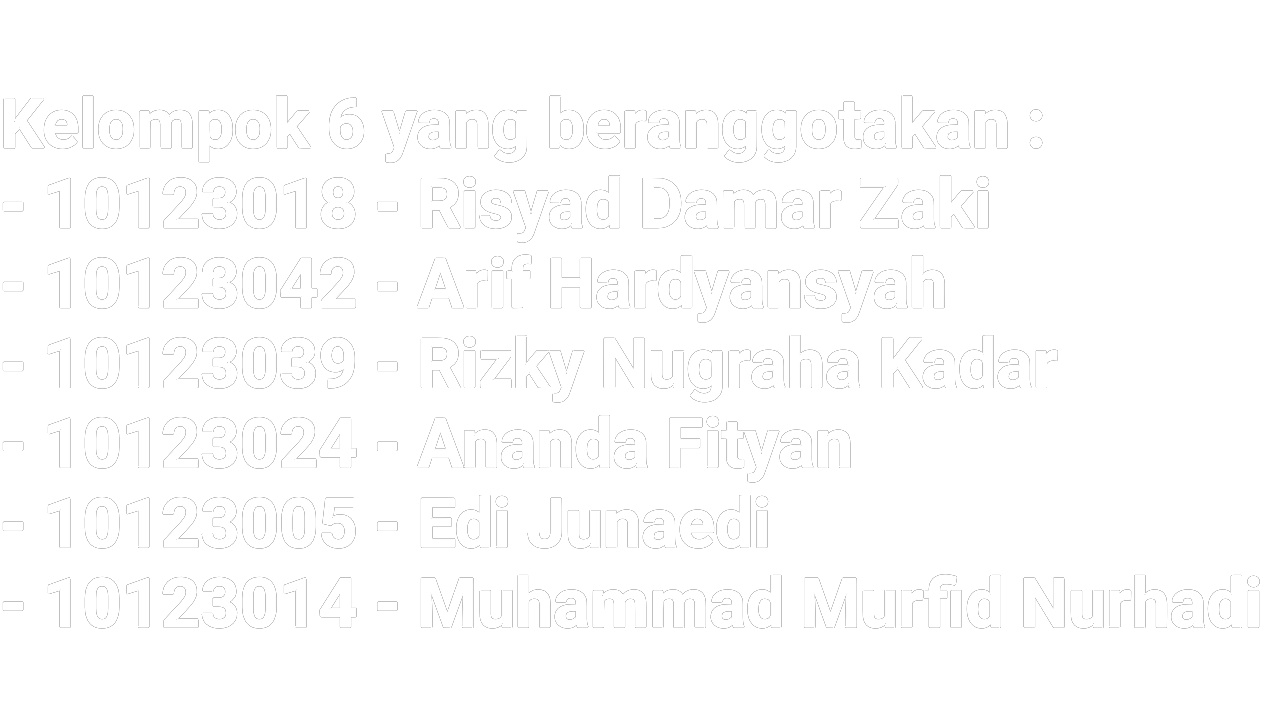 Kelompok 6 yang beranggotakan :
- 10123018 - Risyad Damar Zaki
- 10123042 - Arif Hardyansyah
- 10123039 - Rizky Nugraha Kadar
- 10123024 - Ananda Fityan
- 10123005 - Edi Junaedi
- 10123014 - Muhammad Murfid Nurhadi